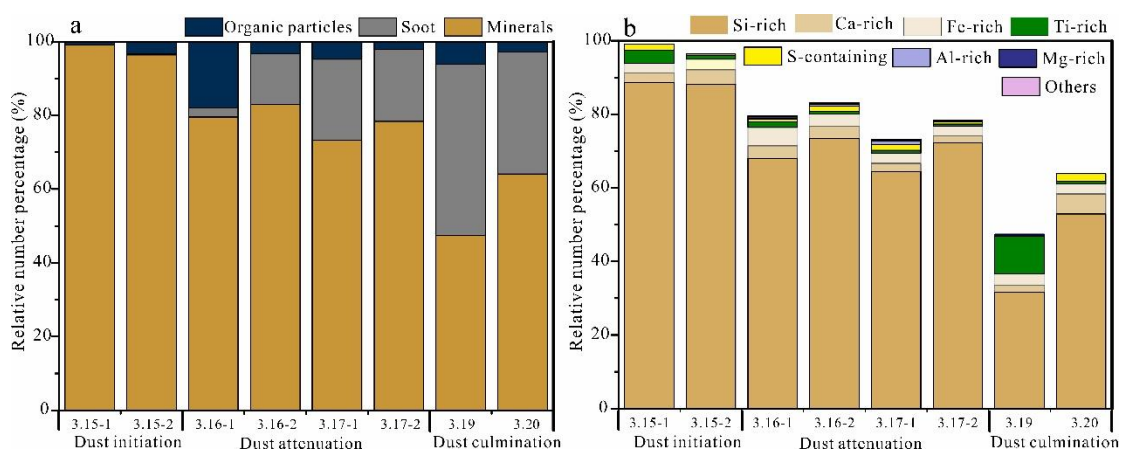 a
Organic particles Soot Minerals
Relative number percentage (%)
100
80
60
40
20
0
3.15-1 3.15-2 3.16-1 3.16-2 3.17-1 3.17-2 3.19 3.20
Dust initiation Dust attenuation Dust culmination
b
Si-rich Ca-rich Fe-rich Ti-rich
S-containing Al-rich Mg-rich
Others
Relative number percentage (%)
100
80
60
40
20
0
3.15-1 3.15-2 3.16-1 3.16-2 3.17-1 3.17-2 3.19 3.20
Dust initiation Dust attenuation Dust culmination